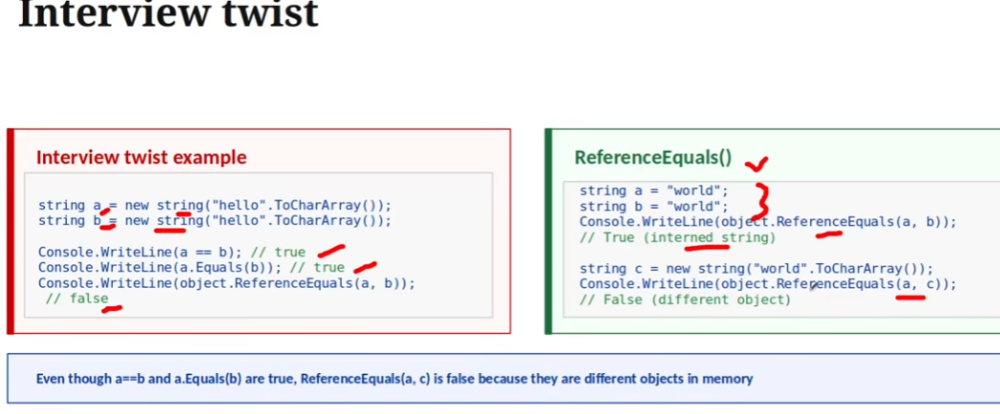 Interview twist
Interview twist example
string a = new string("hello".ToCharArray());
string b = new string("hello".ToCharArray());
Console.WriteLine(a == b); // true
Console.WriteLine(a.Equals(b)); // true
Console.WriteLine(object.ReferenceEquals(a, b));
// false
ReferenceEquals()
string a = "world";
string b = "world";
Console.WriteLine(object.ReferenceEquals(a, b));
// True (interned string)
string c = new string("world".ToCharArray());
Console.WriteLine(object.ReferenceEquals(a, c));
// False (different object)
Even though a==b and a.Equals(b) are true, ReferenceEquals(a, c) is false because they are different objects in memory